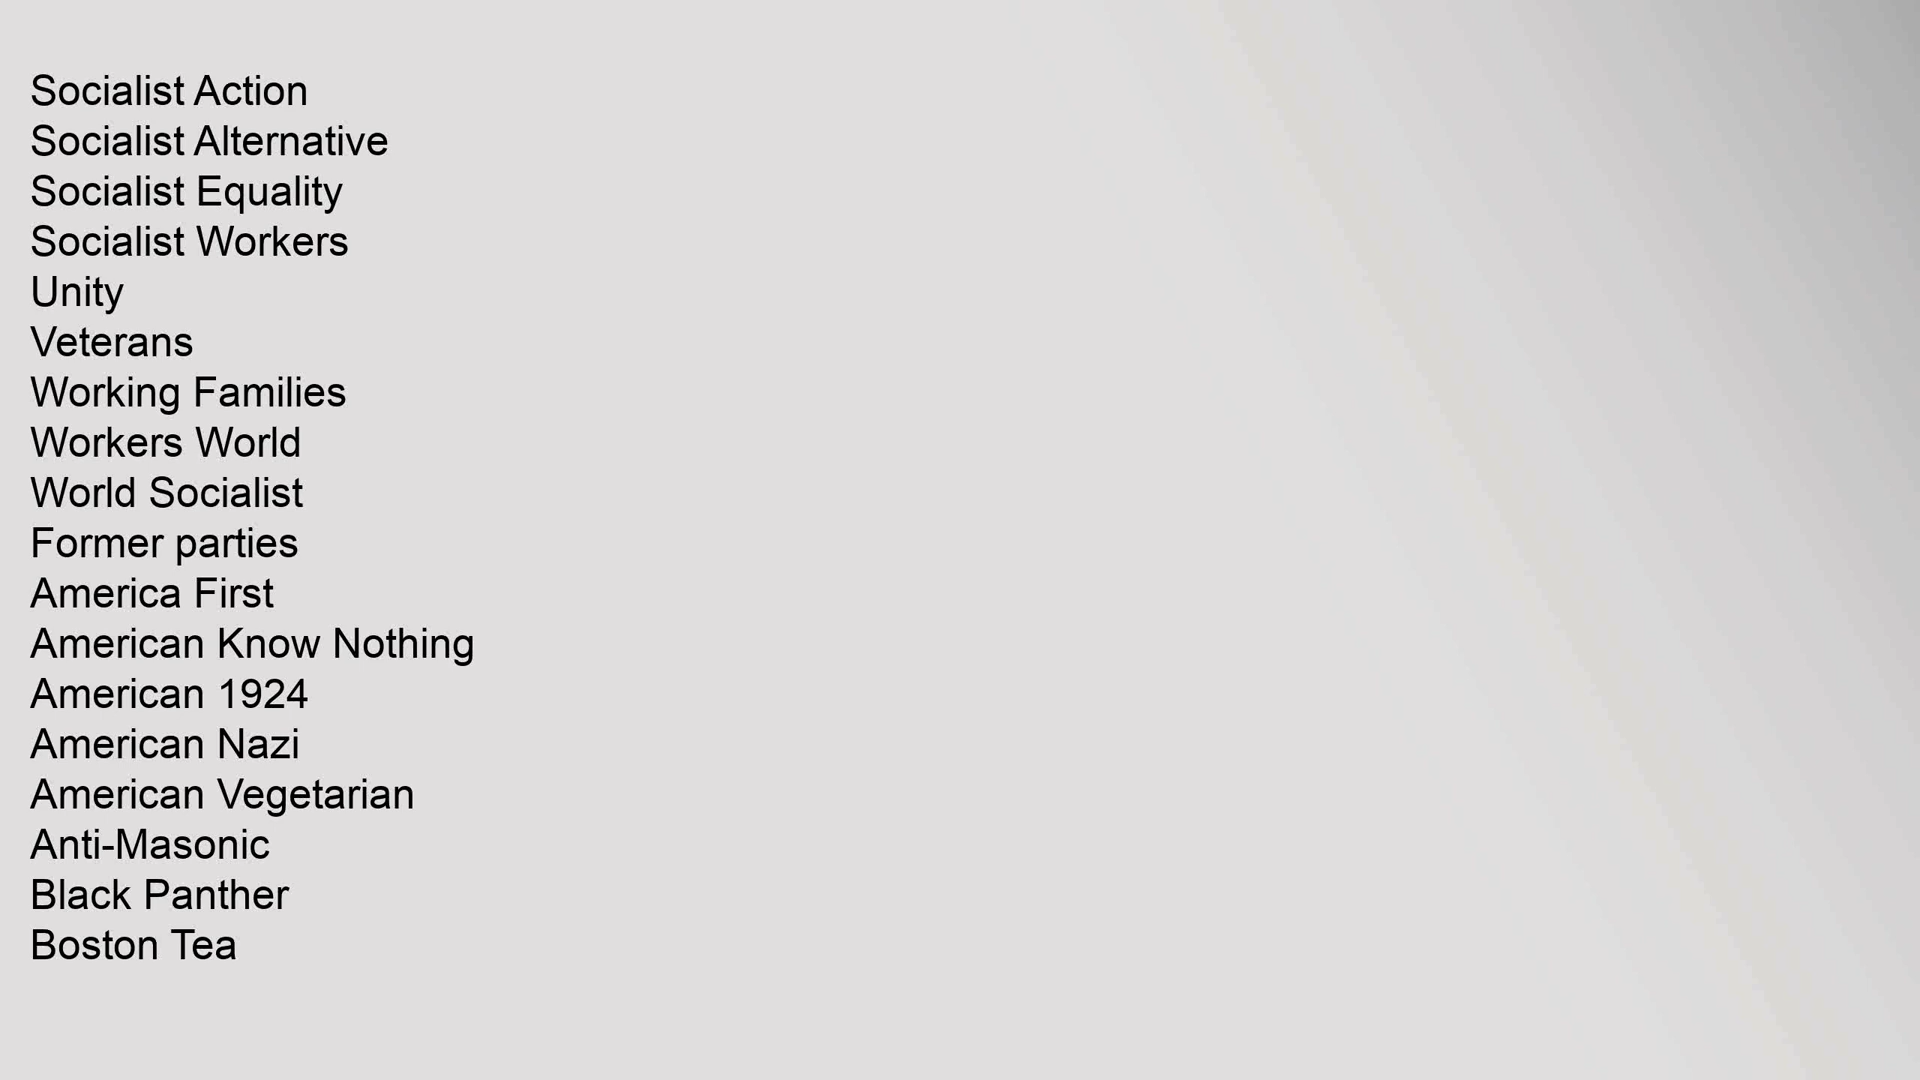 Socialist Action
Socialist Alternative
Socialist Equality
Socialist Workers
Unity
Veterans
Working Families
Workers World
World Socialist
Former parties
America First
American Know Nothing
American 1924
American Nazi
American Vegetarian
Anti-Masonic
Black Panther
Boston Tea